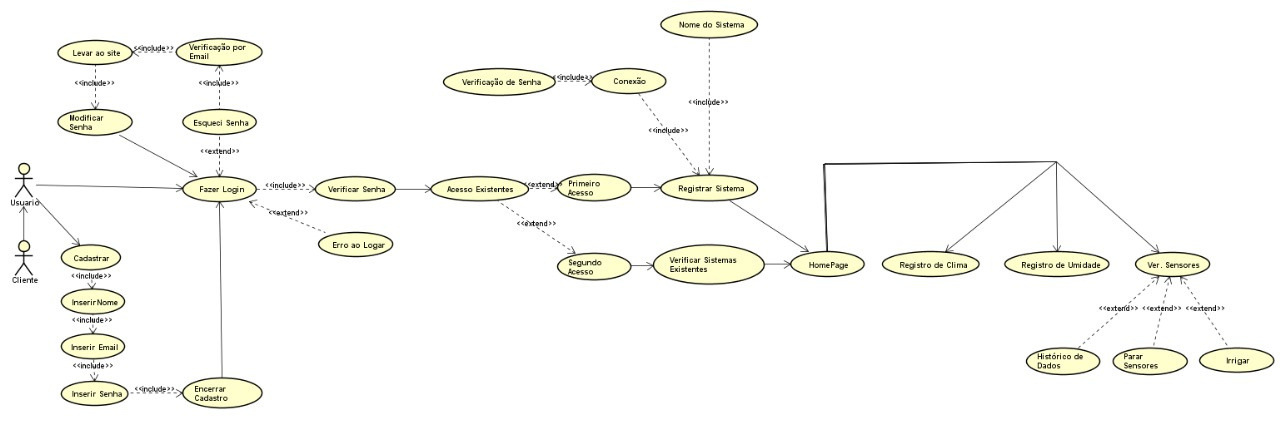 Nome do Sistema
Levar ao site
<<include>>
Verificação por
Email
<<include>>
<<include>>
Verificação de Senha
<<include>>
Conexão
<<include>>
Modificar
Senha
Esqueci Senha
<<include>>
<<extend>>
Usuario
Fazer Login
<<include>>
Verificar Senha
Acesso Existentes
<<extend>>
Primeiro
Acesso
Registrar Sistema
<<extend>>
<<extend>>
Erro ao Logar
Cliente
Cadastrar
<<include>>
Segundo
Acesso
Verificar Sistemas
Existentes
HomePage
Registro de Clima
Registro de Umidade
Ver. Sensores
InserirNome
<<include>>
<<extend>>
<<extend>>
<<extend>>
Inserir Email
<<include>>
Histórico de
Dados
Parar
Sensores
Irrigar
Inserir Senha
<<include>>
Encerrar
Cadastro